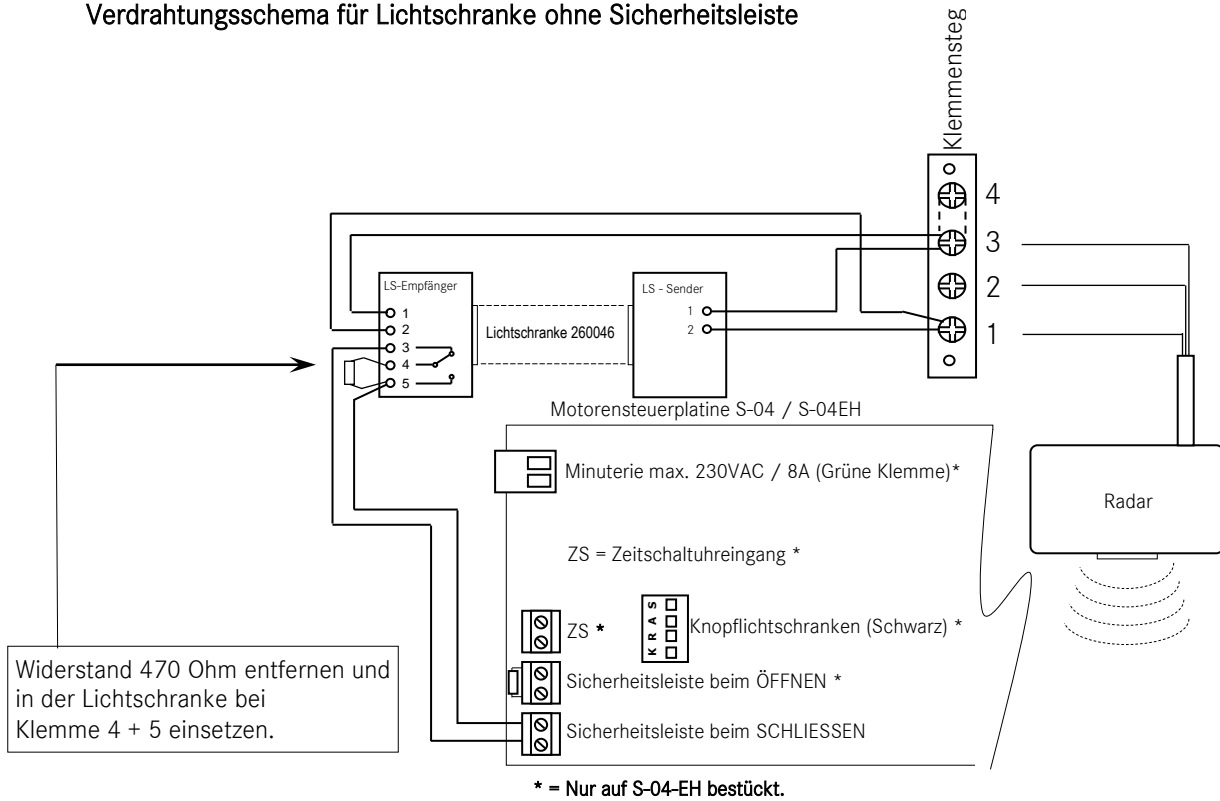 Verdrahtungsschema für Lichtschranke ohne Sicherheitsleiste
Klemmensteg
4
3
2
1
LS-Empfänger
1
2
3
4
5
Lichtschranke 260046
LS - Sender
1
2
Motorensteuerplatine S-04 / S-04EH
Minuterie max. 230VAC / 8A (Grüne Klemme)*
Radar
ZS = Zeitschaltuhreingang *
ZS *
K R A S
Knopflichtschranken (Schwarz) *
Sicherheitsleiste beim ÖFFNEN *
Sicherheitsleiste beim SCHLIESSEN
Widerstand 470 Ohm entfernen und
in der Lichtschranke bei
Klemme 4 + 5 einsetzen.
* = Nur auf S-04-EH bestückt.